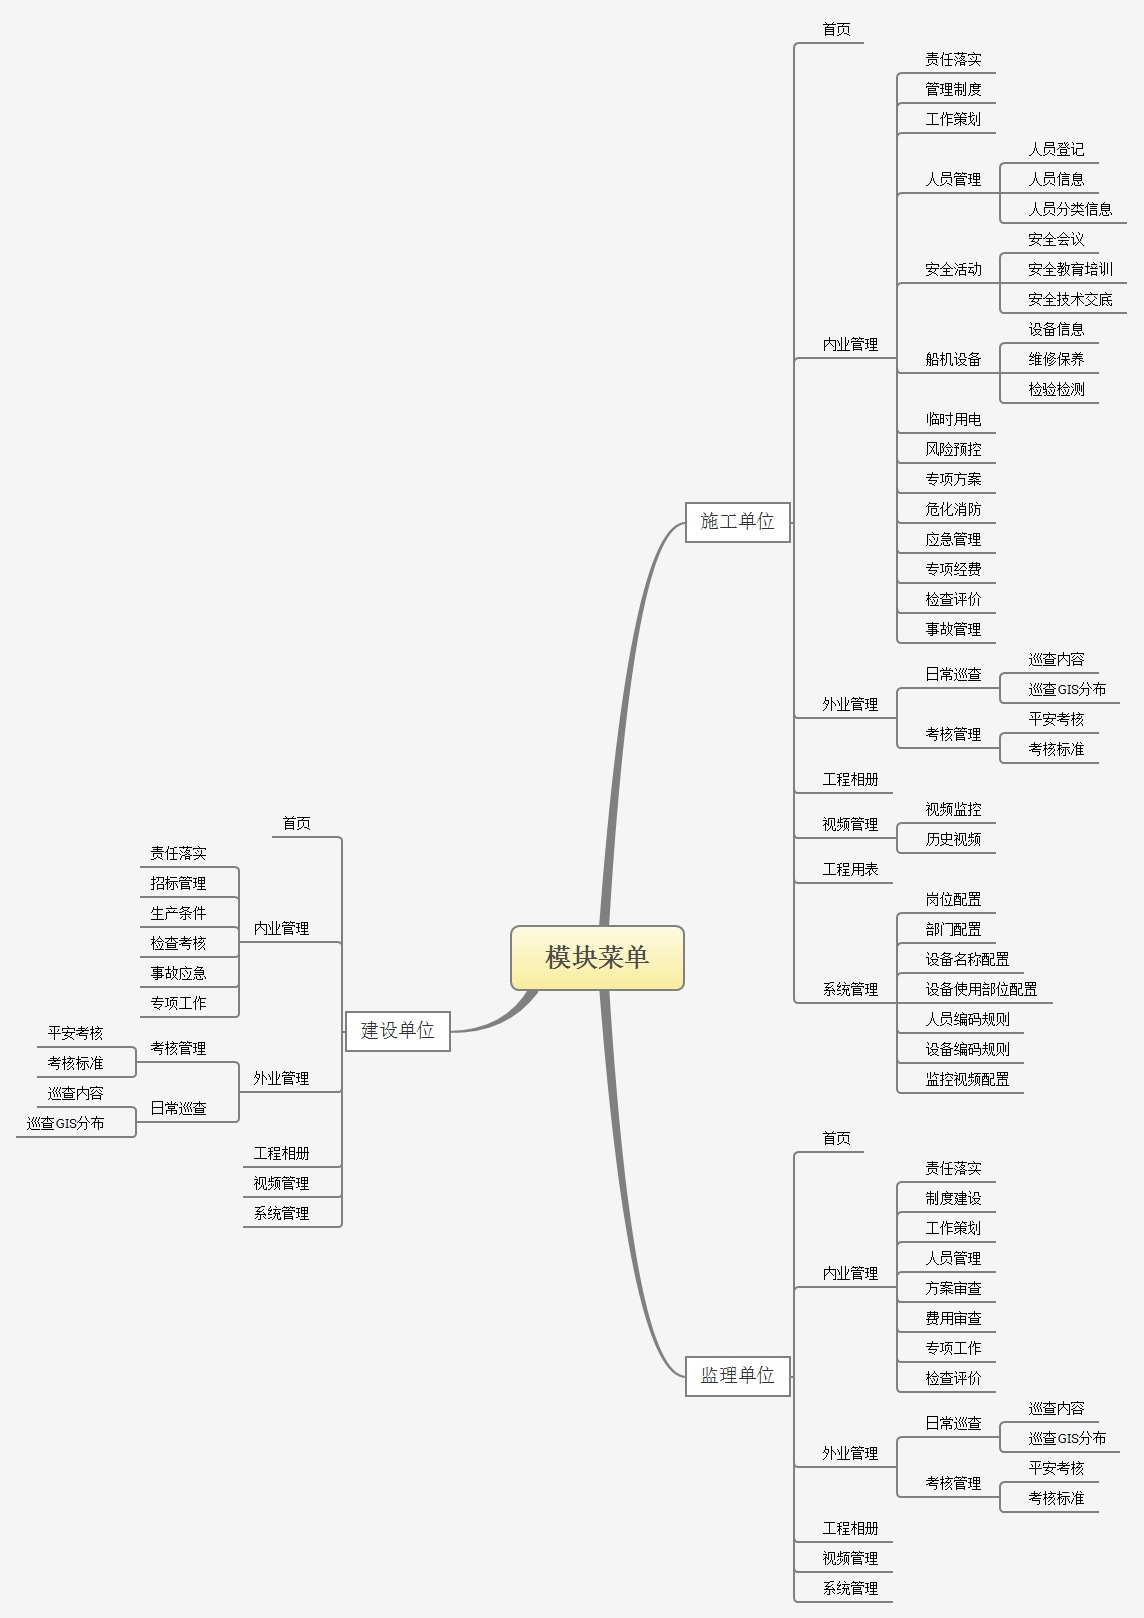 模块菜单
施工单位
首页
内业管理
责任落实
管理制度
工作策划
人员管理
人员登记
人员信息
人员分类信息
安全活动
安全会议
安全教育培训
安全技术交底
船机设备
设备信息
维修保养
检验检测
临时用电
风险预控
专项方案
危化消防
应急管理
专项经费
检查评价
事故管理
外业管理
日常巡查
巡查内容
巡查GIS分布
考核管理
平安考核
考核标准
工程相册
视频管理
视频监控
历史视频
工程用表
系统管理
岗位配置
部门配置
设备名称配置
设备使用部位配置
人员编码规则
设备编码规则
监控视频配置
监理单位
首页
内业管理
责任落实
制度建设
工作策划
人员管理
方案审查
费用审查
专项工作
检查评价
外业管理
日常巡查
巡查内容
巡查GIS分布
考核管理
平安考核
考核标准
工程相册
视频管理
系统管理
建设单位
首页
内业管理
责任落实
招标管理
生产条件
检查考核
事故应急
专项工作
外业管理
考核管理
平安考核
考核标准
日常巡查
巡查内容
巡查GIS分布
工程相册
视频管理
系统管理